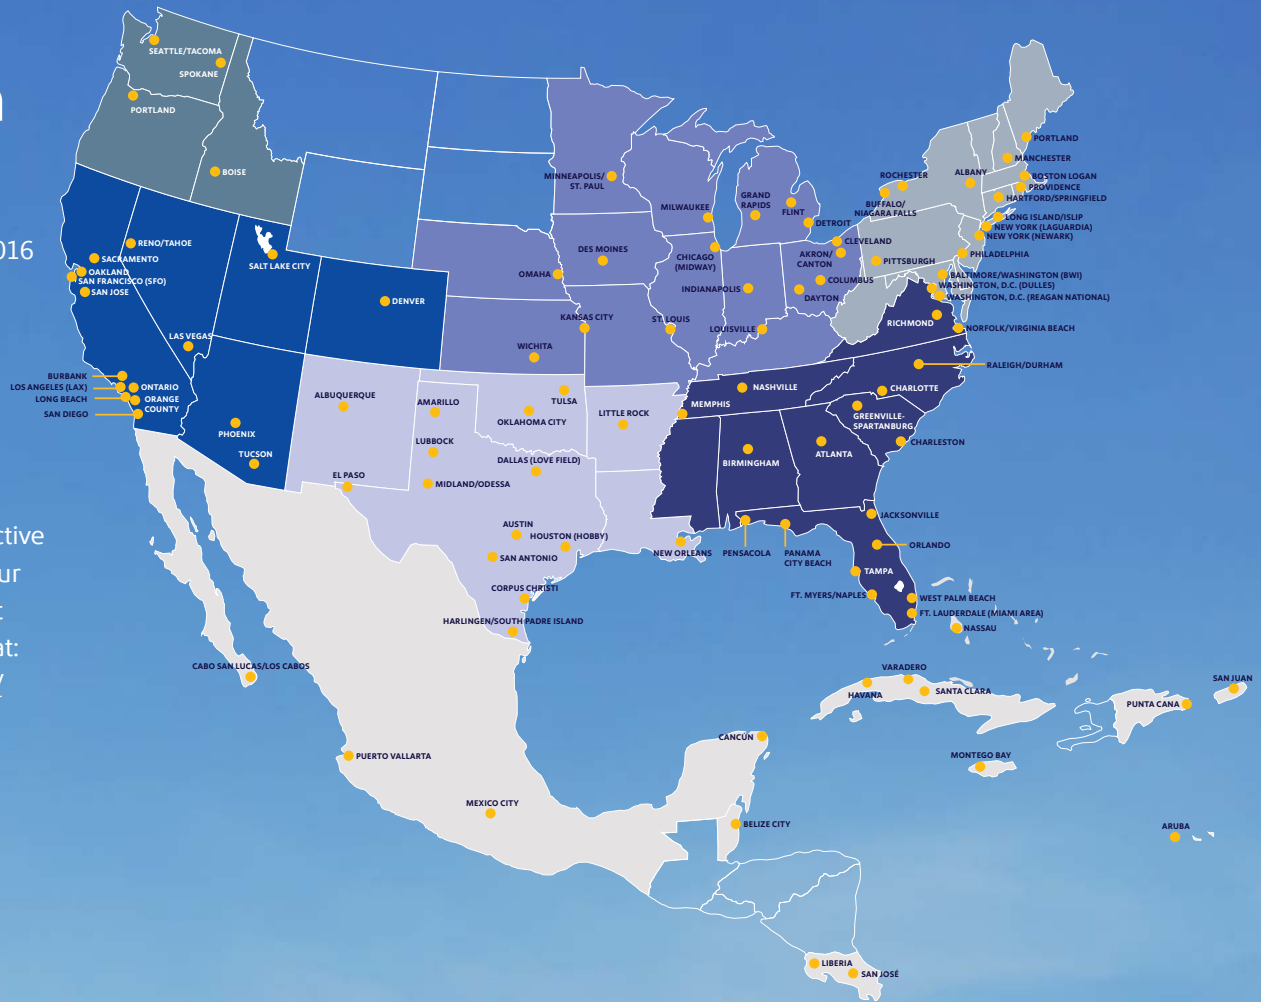 n
016
ctive
ur
t
at:
y
SEATTLE/TACOMA
SPOKANE
PORTLAND
BOISE
RENO/TAHOE
SACRAMENTO
OAKLAND
SAN FRANCISCO (SFO)
SAN JOSE
SALT LAKE CITY
DENVER
LAS VEGAS
BURBANK
LOS ANGELES (LAX)
ONTARIO
LONG BEACH
ORANGE
COUNTY
SAN DIEGO
PHOENIX
TUCSON
ALBUQUERQUE
EL PASO
AMARILLO
LUBBOCK
MIDLAND/ODESSA
MINNEAPOLIS/
ST. PAUL
DES MOINES
OMAHA
KANSAS CITY
WICHITA
ST. LOUIS
MILWAUKEE
CHICAGO
(MIDWAY)
GRAND
RAPIDS
FLINT
DETROIT
CLEVELAND
AKRON/
CANTON
COLUMBUS
DAYTON
INDIANAPOLIS
LOUISVILLE
TULSA
OKLAHOMA CITY
LITTLE ROCK
DALLAS (LOVE FIELD)
AUSTIN
HOUSTON (HOBBY)
SAN ANTONIO
CORPUS CHRISTI
HARLINGEN/SOUTH PADRE ISLAND
NEW ORLEANS
PORTLAND
MANCHESTER
ALBANY
ROCHESTER
BUFFALO/
NIAGARA FALLS
BOSTON LOGAN
PROVIDENCE
HARTFORD/SPRINGFIELD
LONG ISLAND/ISLIP
NEW YORK (LAGUARDIA)
NEW YORK (NEWARK)
PHILADELPHIA
PITTSBURGH
BALTIMORE/WASHINGTON (BWI)
WASHINGTON, D.C. (DULLES)
WASHINGTON, D.C. (REAGAN NATIONAL)
RICHMOND
NORFOLK/VIRGINIA BEACH
RALEIGH/DURHAM
CHARLOTTE
GREENVILLE-
SPARTANBURG
CHARLESTON
NASHVILLE
MEMPHIS
BIRMINGHAM
ATLANTA
PENSACOLA
PANAMA
CITY BEACH
JACKSONVILLE
ORLANDO
TAMPA
FT. MYERS/NAPLES
WEST PALM BEACH
FT. LAUDERDALE (MIAMI AREA)
NASSAU
CABO SAN LUCAS/LOS CABOS
PUERTO VALLARTA
MEXICO CITY
CANCÚN
BELIZE CITY
VARADERO
HAVANA
SANTA CLARA
MONTEGO BAY
PUNTA CANA
SAN JUAN
ARUBA
LIBERIA
SAN JOSÉ